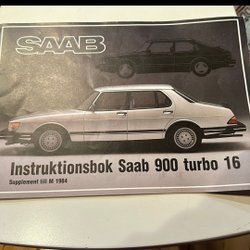 SAAB
Instruktionsbok Saab 900 turbo 16
Supplement till M 1984